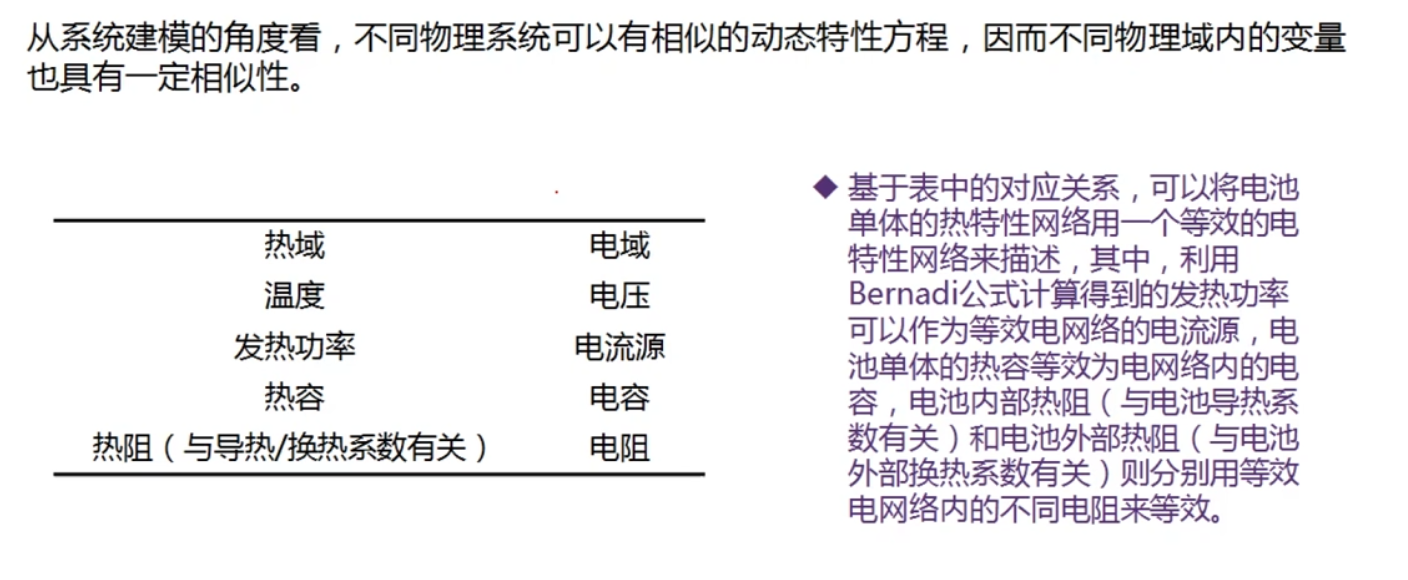 从系统建模的角度看，不同物理系统可以有相似的动态特性方程，因而不同物理域内的变量
也具有一定相似性。
热域 电域
温度 电压
发热功率 电流源
热容 电容
热阻（与导热/换热系数有关） 电阻
◆ 基于表中的对应关系，可以将电池
单体的热特性网络用一个等效的电
特性网络来描述，其中，利用
Bernadi公式计算得到的发热功率
可以作为等效电网络的电流源，电
池单体的热容等效为电网络内的电
容，电池内部热阻（与电池导热系
数有关）和电池外部热阻（与电池
外部换热系数有关）则分别用等效
电网络内的不同电阻来等效。